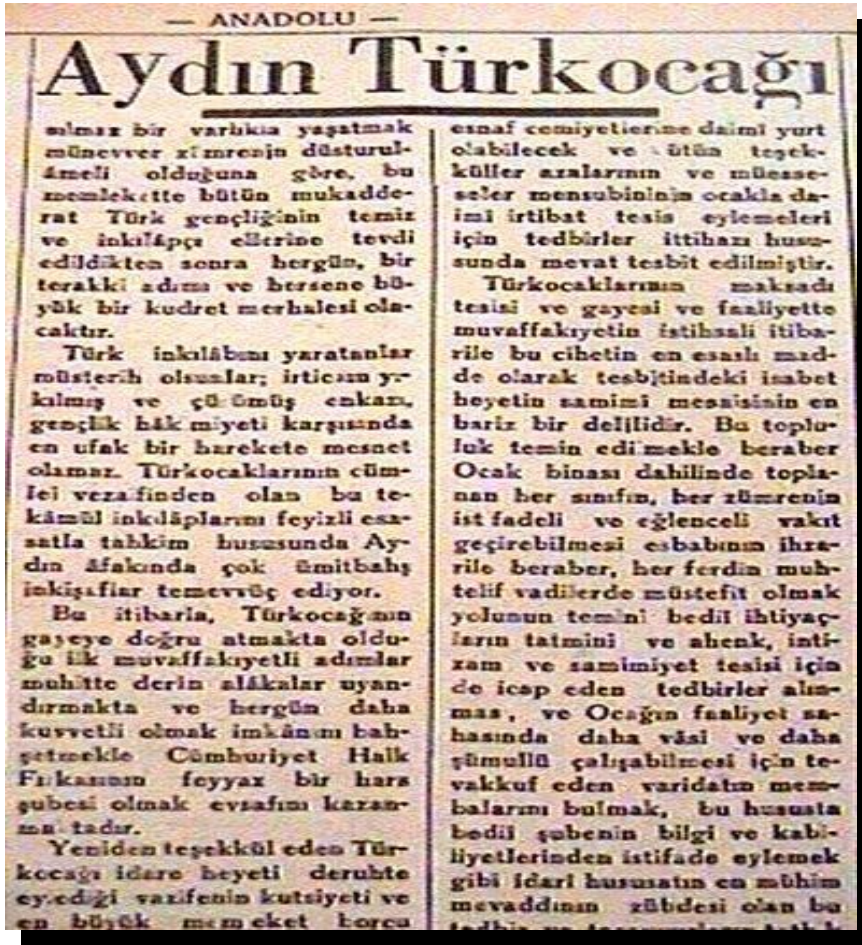 — ANADOLU —
Aydın Türkocağı
sılmaz bir varlıkla yaşatmak
münevver zümrenin düsturul-
âmeli olduğuna göre, bu
memlekette bütün mukadde-
rat Türk gençliğinin temiz
ve inkılâpçı ellerine tevdi
edildikten sonra hergün, bir
terakki adımı ve hersene bü-
yük bir kudret merhalesi ola-
caktır.
Türk inkılâbını yaratanlar
müsterih olsunlar; irticaın yı-
kılmış ve çürümüş enkazı,
gençlik hâkimiyeti karşısında
en ufak bir harekete mesnet
olamaz. Türkocaklarının cüm-
lei vezaifinden olan bu te-
kâmül inkılâplarını feyizli esa-
satla tahkim hususunda Ay-
dın âfakında çok ümitbahş
inkişaflar temevvüç ediyor.
Bu itibarla, Türkocağının
gayeye doğru atmakta oldu-
ğu ilk muvaffakıyetli adımlar
muhitte derin alâkalar uyan-
dırmakta ve hergün daha
kuvvetli olmak imkânını bah-
şetmekle Cümhuriyet Halk
Fırkasının feyyaz bir hars
şubesi olmak evsafını kazan-
maktadır.
Yeniden teşekkül eden Tür-
kocağı idare heyeti deruhte
eylediği vazifenin kutsiyeti ve
en büyük memleket borcu
esnaf cemiyetlerine daimî yurt
olabilecek ve bütün teşek-
küller azalarının ve müesse-
seler mensubininin ocakla da-
imî irtibat tesis eylemeleri
için tedbirler ittihazı husu-
sunda mevat tesbit edilmiştir.
Türkocaklarının maksadı
tesisi ve gayesi ve faaliyette
muvaffakıyetin istihsali itiba-
rile bu cihetin en esaslı mad-
de olarak tesbitindeki isabet
heyetin samimî mesaisinin en
bariz bir delilidir. Bu toplu-
luk temin edilmekle beraber
Ocak binası dahilinde topla-
nan her sınıfın, her zümrenin
istifadeli ve eğlenceli vakıt
geçirebilmesi esbabının ihza-
rile beraber, her ferdin muh-
telif vadilerde müstefit olmak
yolunun temini bediî ihtiyaç-
ların tatmini ve ahenk, inti-
zam ve samimiyet tesisi için
de icap eden tedbirler alın-
mas, ve Ocağın faaliyet sa-
hasında daha vâsi ve daha
şümullü çalışabilmesi için te-
vakkuf eden varidatın mem-
balarını bulmak, bu hususta
bediî şubenin bilgi ve kabi-
liyetlerinden istifade eylemek
gibi idarî hususatın en mühim
mevaddının zübdesi olan bu